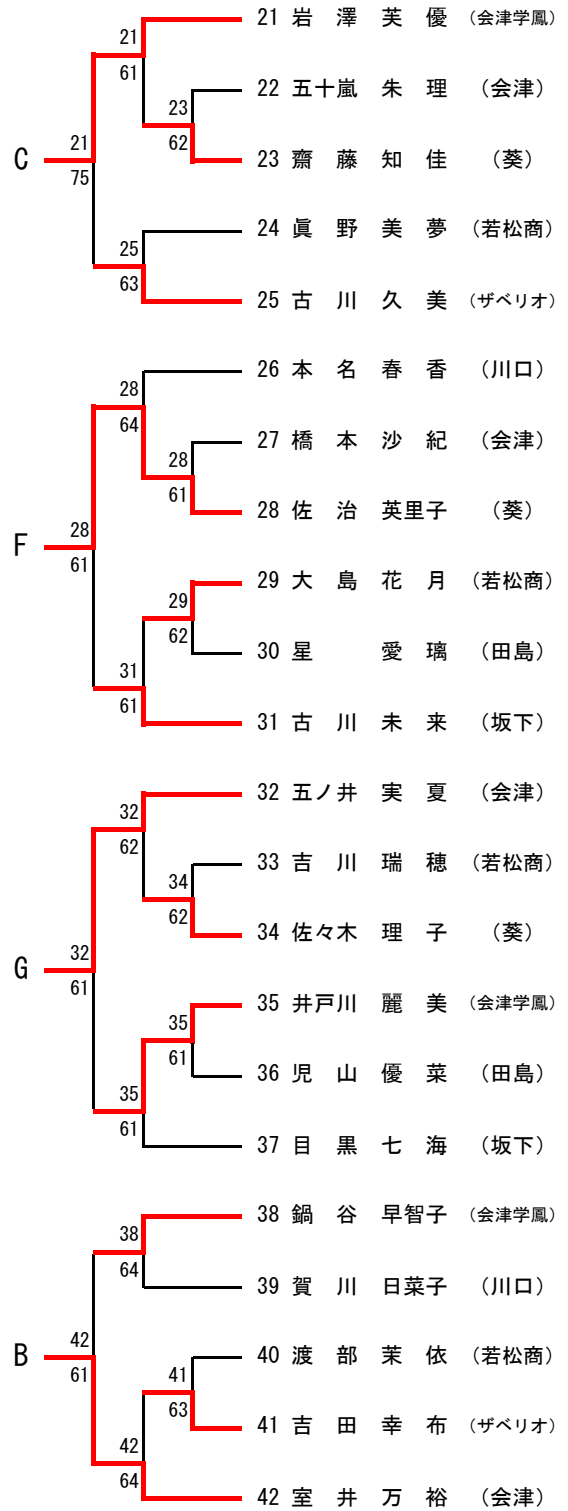 21 岩 澤 芙 優 (会津学鳳)
21
61
22 五十嵐 朱 理 (会津)
23
62
21
C
75
23 齋 藤 知 佳 (葵)
24 眞 野 美 夢 (若松商)
25
63
25 古 川 久 美 (ザベリオ)
26 本 名 春 香 (川口)
28
64
27 橋 本 沙 紀 (会津)
28
61
28 佐 治 英里子 (葵)
28
F
61
29 大 島 花 月 (若松商)
29
62
30 星 愛 璃 (田島)
31
61
31 古 川 未 来 (坂下)
32 五ノ井 実 夏 (会津)
32
62
33 吉 川 瑞 穂 (若松商)
34
62
34 佐々木 理 子 (葵)
32
G
61
35 井戸川 麗 美 (会津学鳳)
35
61
36 児 山 優 菜 (田島)
35
61
37 目 黒 七 海 (坂下)
38 鍋 谷 早智子 (会津学鳳)
38
64
39 賀 川 日菜子 (川口)
42
B
61
40 渡 部 茉 依 (若松商)
41
63
41 吉 田 幸 布 (ザベリオ)
42
64
42 室 井 万 裕 (会津)